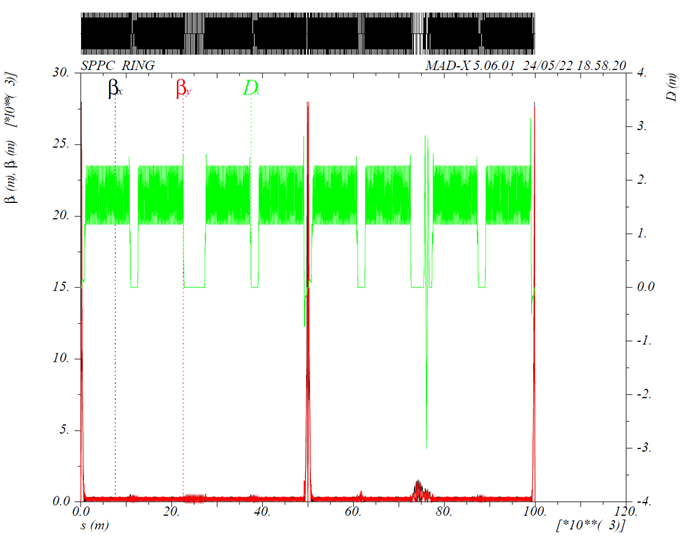 SPPC RING MAD-X 5.06.01 24/05/22 18.58.20
30. 4.
βx βy Dx
3.
25.
2.
20.
1.
15. 0.0
-1.
10.
-2.
5.
-3.
0.0 -4.
0.0 20. 40. 60. 80. 100. 120.
s (m) [*10**( 3)]
β (m), β (m) [*10**( 3)]
D (m)